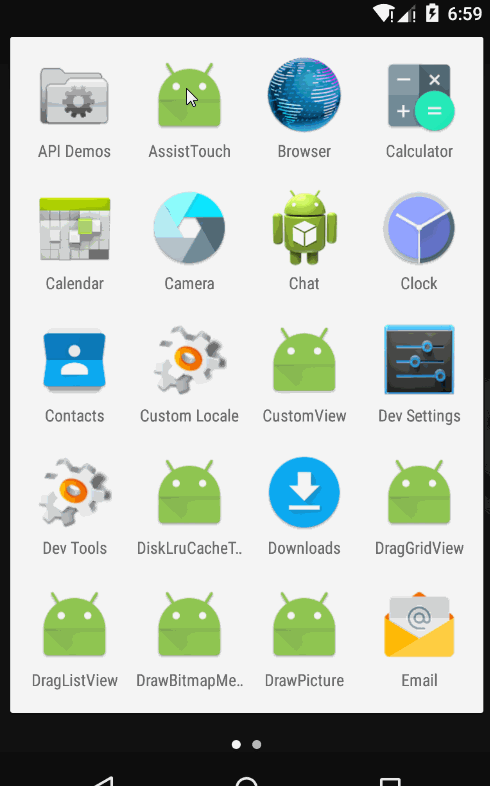 6:59
API Demos AssistTouch Browser Calculator
Calendar Camera Chat Clock
Contacts Custom Locale CustomView Dev Settings
Dev Tools DiskLruCacheT.. Downloads DragGridView
@
DragListView DrawBitmapMe.. DrawPicture Email